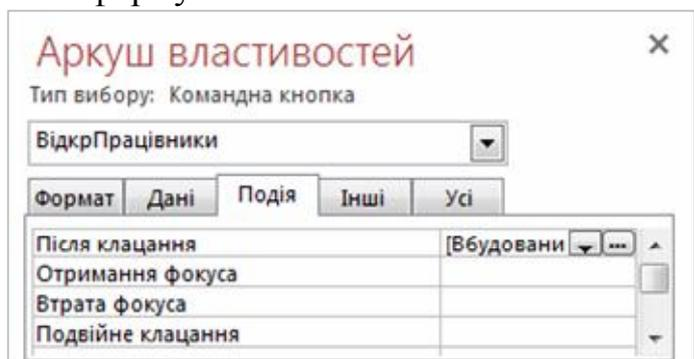 Аркуш властивостей
Тип вибору: Командна кнопка
ВідкрПрацівники
Формат Дані Подія Інші Усі
Після клацання [Вбудовани
Отримання фокуса
Втрата фокуса
Подвійне клацання